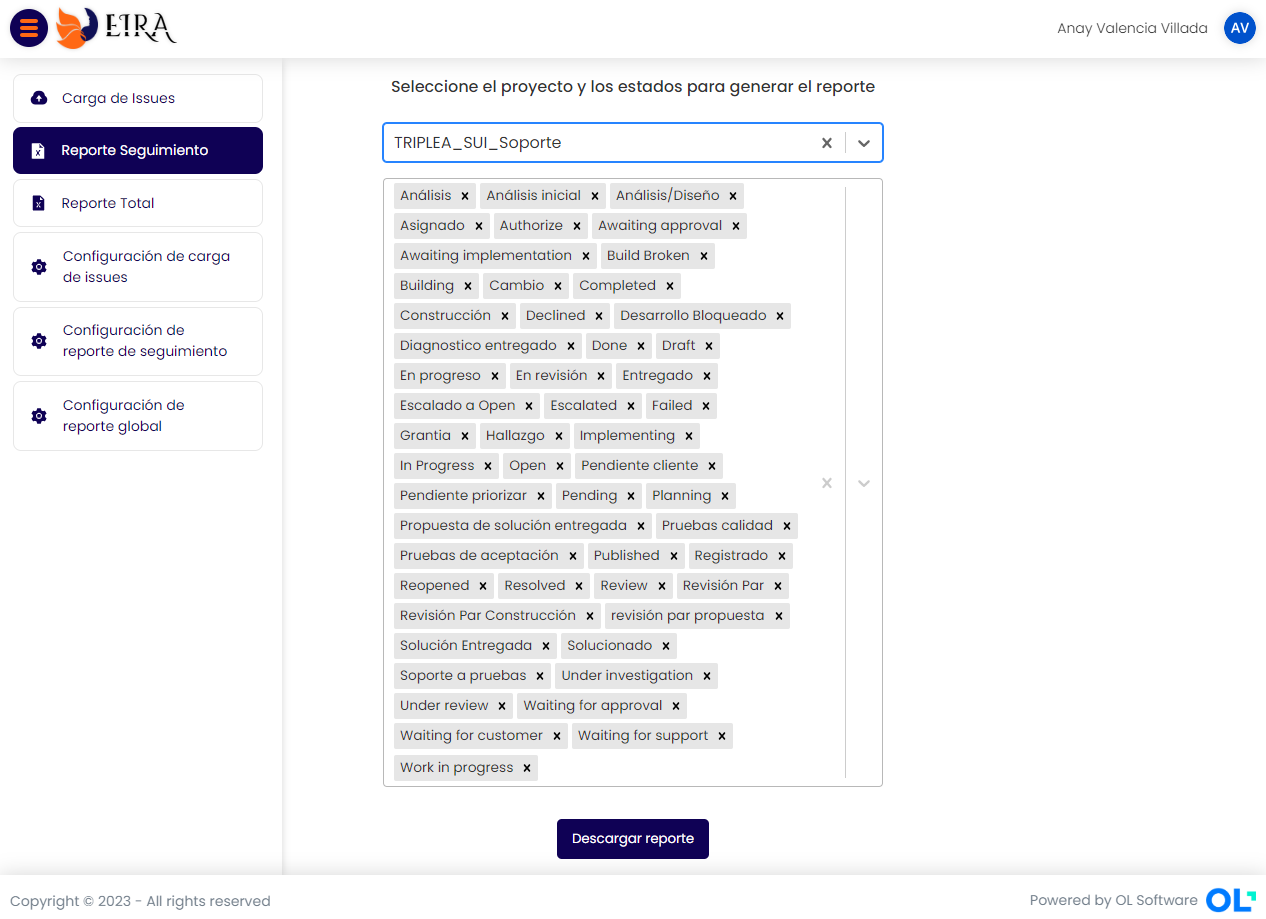 EIRA
Anay Valencia Villada
AV
Carga de Issues
Reporte Seguimiento
Reporte Total
Configuración de carga
de issues
Configuración de
reporte de seguimiento
Configuración de
reporte global
Seleccione el proyecto y los estados para generar el reporte
TRIPLEA_SUI_Soporte
Análisis Análisis inicial Análisis/Diseño
Asignado Authorize Awaiting approval
Awaiting implementation Build Broken
Building Cambio Completed
Construcción Declined Desarrollo Bloqueado
Diagnostico entregado Done Draft
En progreso En revisión Entregado
Escalado a Open Escalated Failed
Grantia Hallazgo Implementing
In Progress Open Pendiente cliente
Pendiente priorizar Pending Planning
Propuesta de solución entregada Pruebas calidad
Pruebas de aceptación Published Registrado
Reopened Resolved Review Revisión Par
Revisión Par Construcción revisión par propuesta
Solución Entregada Solucionado
Soporte a pruebas Under investigation
Under review Waiting for approval
Waiting for customer Waiting for support
Work in progress
Descargar reporte
Copyright © 2023 - All rights reserved
Powered by OL Software
OL